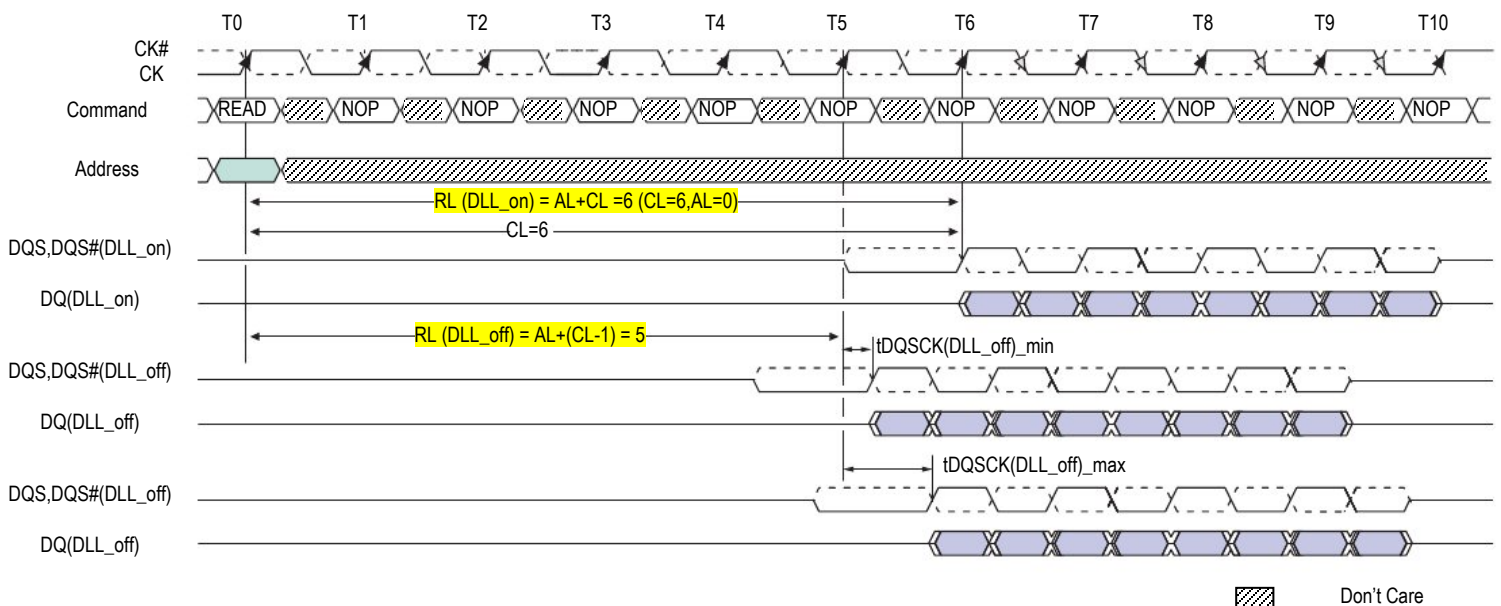 T0 T1 T2 T3 T4 T5 T6 T7 T8 T9 T10
CK#
CK
Command READ NOP NOP NOP NOP NOP NOP NOP NOP NOP NOP
Address
RL (DLL_on) = AL+CL =6 (CL=6,AL=0)
CL=6
DQS,DQS#(DLL_on)
DQ(DLL_on)
RL (DLL_off) = AL+(CL-1) = 5
tDQSCK(DLL_off)_min
DQS,DQS#(DLL_off)
DQ(DLL_off)
tDQSCK(DLL_off)_max
DQS,DQS#(DLL_off)
DQ(DLL_off)
Don't Care